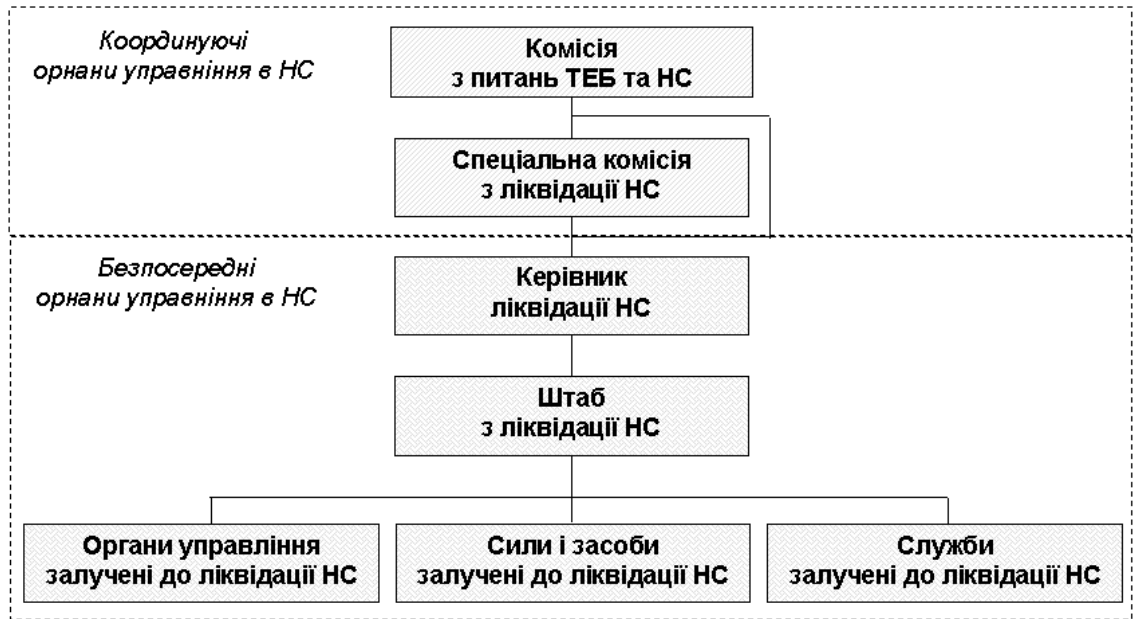 Координуючі
орнани управніння в НС
Комісія
з питань ТЕБ та НС
Спеціальна комісія
з ліквідації НС
Безпосередні
орнани управніння в НС
Керівник
ліквідації НС
Штаб
з ліквідації НС
Органи управління
залучені до ліквідації НС
Сили і засоби
залучені до ліквідації НС
Служби
залучені до ліквідації НС